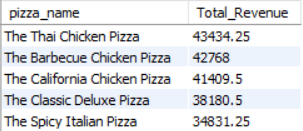 pizza_name Total_Revenue
The Thai Chicken Pizza 43434.25
The Barbecue Chicken Pizza 42768
The California Chicken Pizza 41409.5
The Classic Deluxe Pizza 38180.5
The Spicy Italian Pizza 34831.25